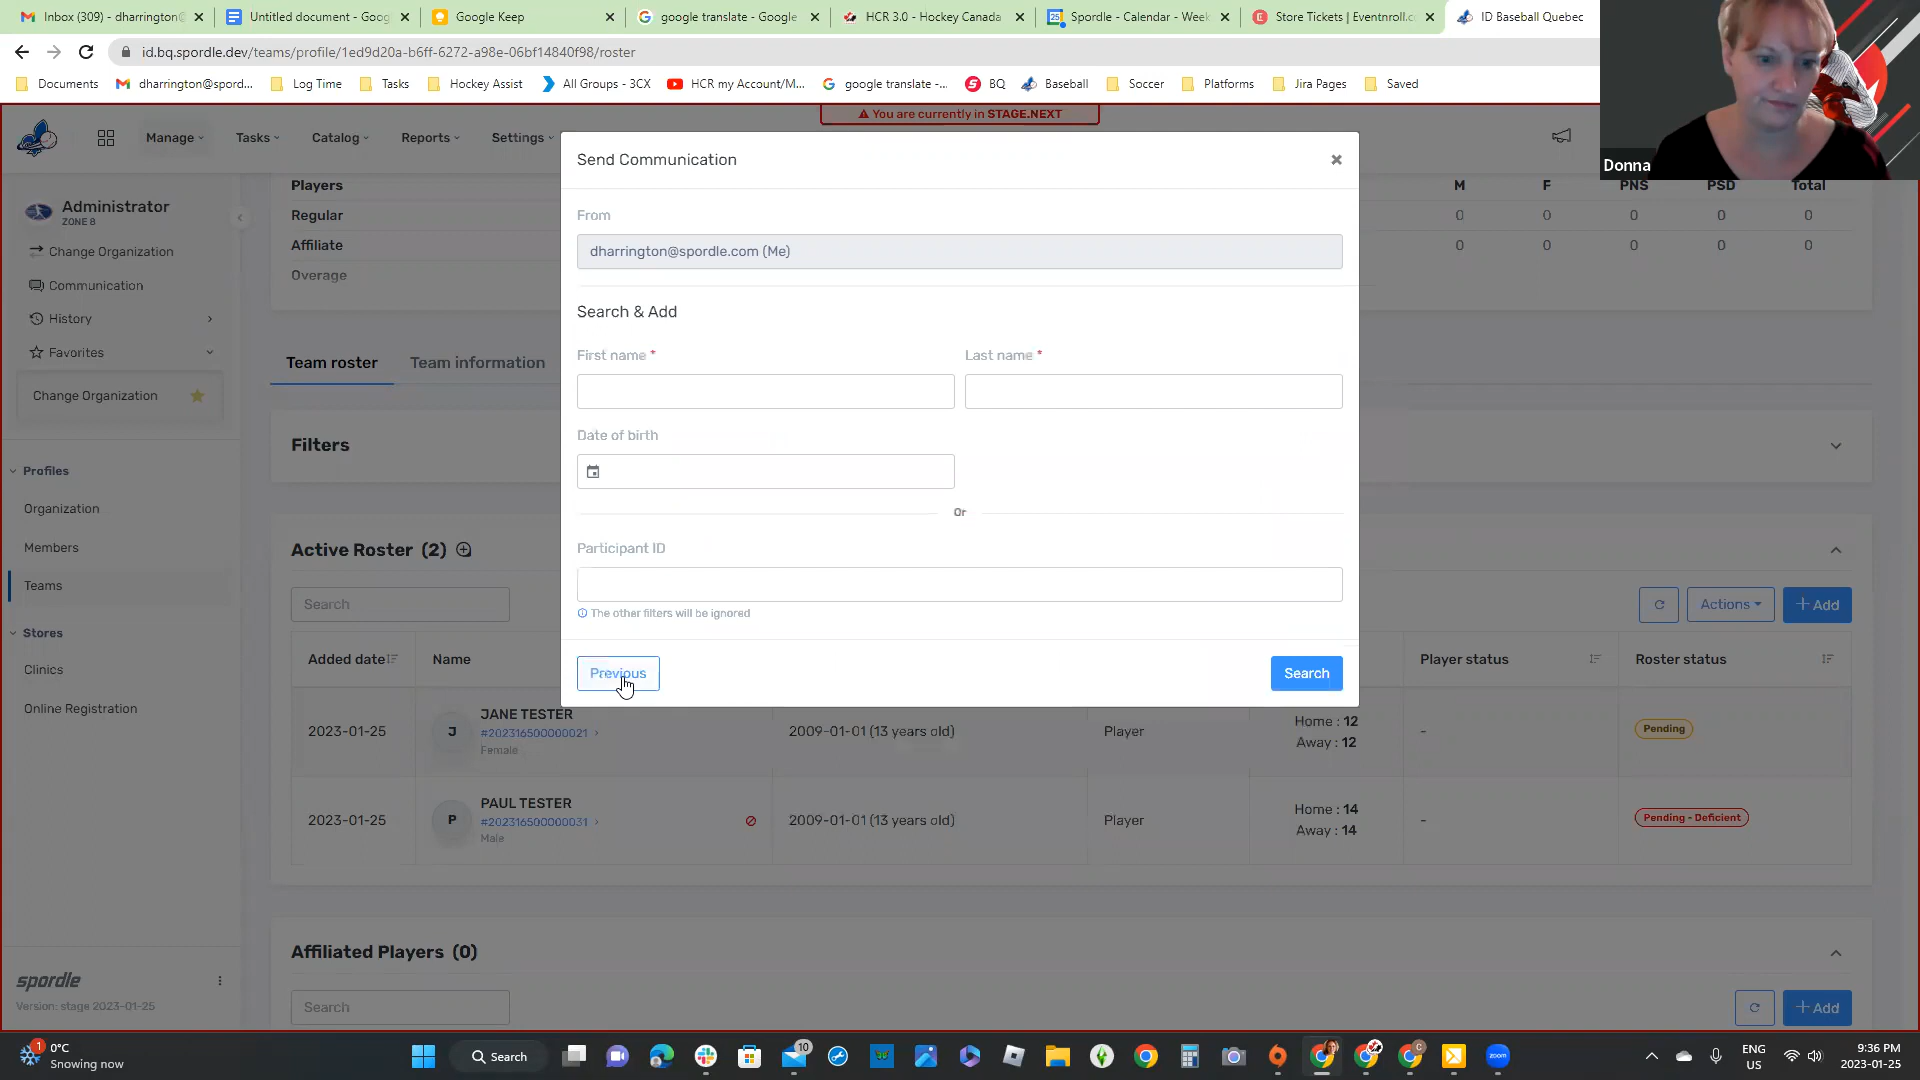 Inbox (309) - dharrington@
Untitled document - Goog
Google Keep
google translate - Google
HCR 3.0 - Hockey Canada
Spordle - Calendar - Week
Store Tickets | Eventnroll.c
ID Baseball Quebec
id.bq.spordle.dev/teams/profile/1ed9d20a-b6ff-6272-a98e-06bf14840f98/roster
Documents
dharrington@spord...
Log Time
Tasks
Hockey Assist
All Groups - 3CX
HCR my Account/M...
google translate -...
BQ
Baseball
Soccer
Platforms
Jira Pages
Saved
Donna
You are currently in STAGE.NEXT
Manage
Tasks
Catalog
Reports
Settings
Administrator
ZONE 8
Change Organization
Communication
History
Favorites
Change Organization
Profiles
Organization
Members
Teams
Stores
Clinics
Online Registration
spordle
Version: stage 2023-01-25
Players M F PNS PSD Total
Regular 0 0 0 0 0
Affiliate 0 0 0 0 0
Overage
Team roster Team information
Filters
Active Roster (2)
Search
Actions
+ Add
Added date Name Player status Roster status
2023-01-25
J
JANE TESTER
#202316500000021
Female
2009-01-01 (13 years old)
Player
Home : 12
Away : 12
-
Pending
2023-01-25
P
PAUL TESTER
#202316500000031
Male
2009-01-01 (13 years old)
Player
Home : 14
Away : 14
-
Pending - Deficient
Affiliated Players (0)
Search
+ Add
Send Communication
From
dharrington@spordle.com (Me)
Search & Add
First name *
Last name *
Date of birth
Or
Participant ID
The other filters will be ignored
Previous
Search
1
0°C
Snowing now
Search
10
zoom
ENG
US
9:36 PM
2023-01-25